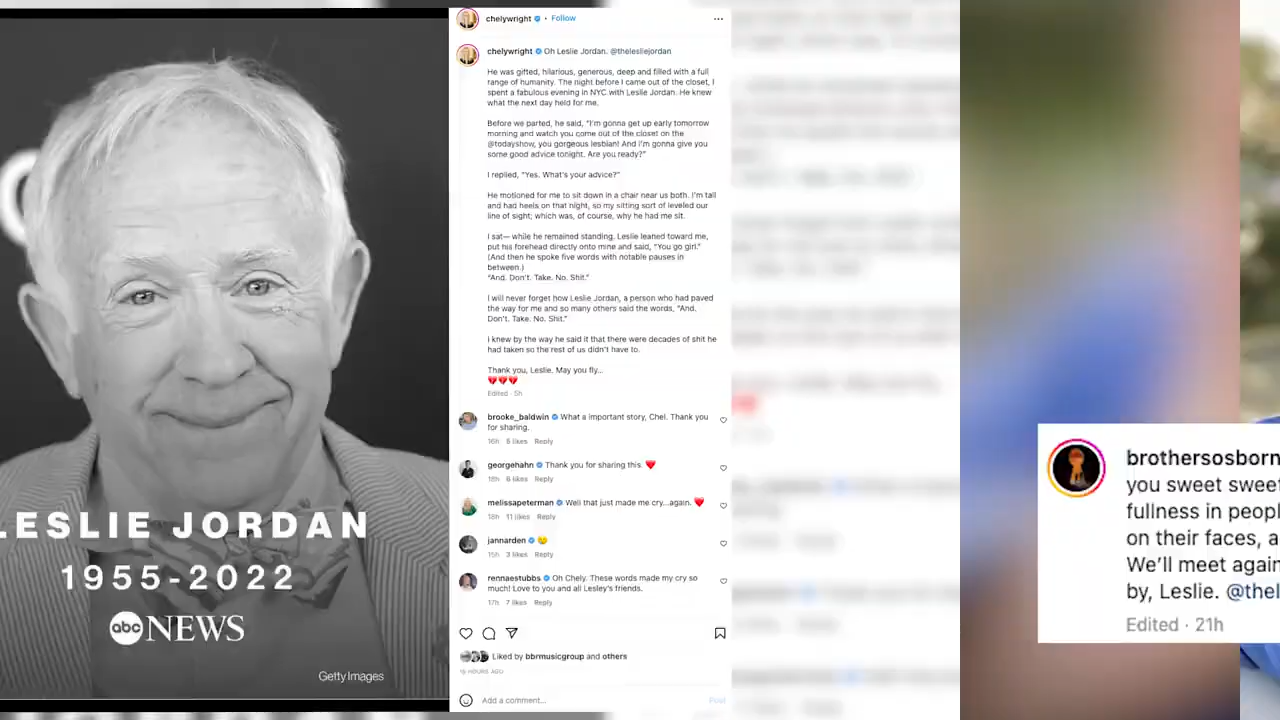 LESLIE JORDAN
1955-2022
abc NEWS
Getty Images
chelywright • Follow
chelywright Oh Leslie Jordan. @thelesliejordan
He was gifted, hilarious, generous, deep and filled with a full
range of humanity. The night before I came out of the closet, I
spent a fabulous evening in NYC with Leslie Jordan. He knew
what the next day held for me.
Before we parted, he said, "I'm gonna get up early tomorrow
morning and watch you come out of the closet on the
@todayshow, you gorgeous lesbian! And I'm gonna give you
some good advice tonight. Are you ready?"
I replied, "Yes. What's your advice?"
He motioned for me to sit down in a chair near us both. I'm tall
and had heels on that night, so my sitting sort of leveled our
line of sight; which was, of course, why he had me sit.
I sat— while he remained standing. Leslie leaned toward me,
put his forehead directly onto mine and said, "You go girl."
(And then he spoke five words with notable pauses in
between.)
"And. Don't. Take. No. Shit."
I will never forget how Leslie Jordan, a person who had paved
the way for me and so many others said the words, "And.
Don't. Take. No. Shit."
I knew by the way he said it that there were decades of shit he
had taken so the rest of us didn't have to.
Thank you, Leslie. May you fly...
💔💔💔
Edited · 5h
brooke_baldwin What a important story, Chel. Thank you
for sharing.
16h 5 likes Reply
georgehahn Thank you for sharing this. ❤️
18h 6 likes Reply
melissapeterman Well that just made me cry...again. ❤️
18h 11 likes Reply
jannarden 😢
15h 3 likes Reply
rennaestubbs Oh Chely. These words made my cry so
much! Love to you and all Lesley's friends.
17h 7 likes Reply
Liked by bbrmusicgroup and others
HOURS AGO
Add a comment...
Post
brothersosborn
you sweet sweet
fullness in peopl
on their faces, a
We'll meet again
by, Leslie. @thel
Edited · 21h